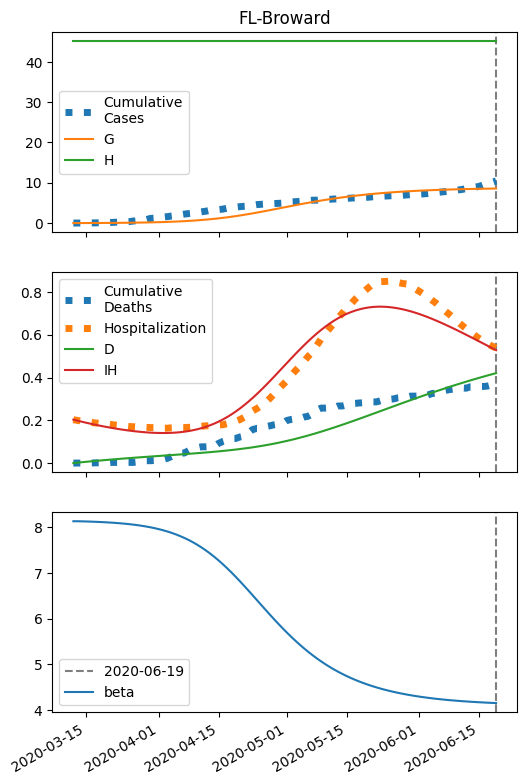 FL-Broward
40
30
20
10
0
Cumulative
Cases
G
H
0.8
0.6
0.4
0.2
0.0
Cumulative
Deaths
Hospitalization
D
IH
8
7
6
5
4
2020-06-19
beta
2020-03-15
2020-04-01
2020-04-15
2020-05-01
2020-05-15
2020-06-01
2020-06-15